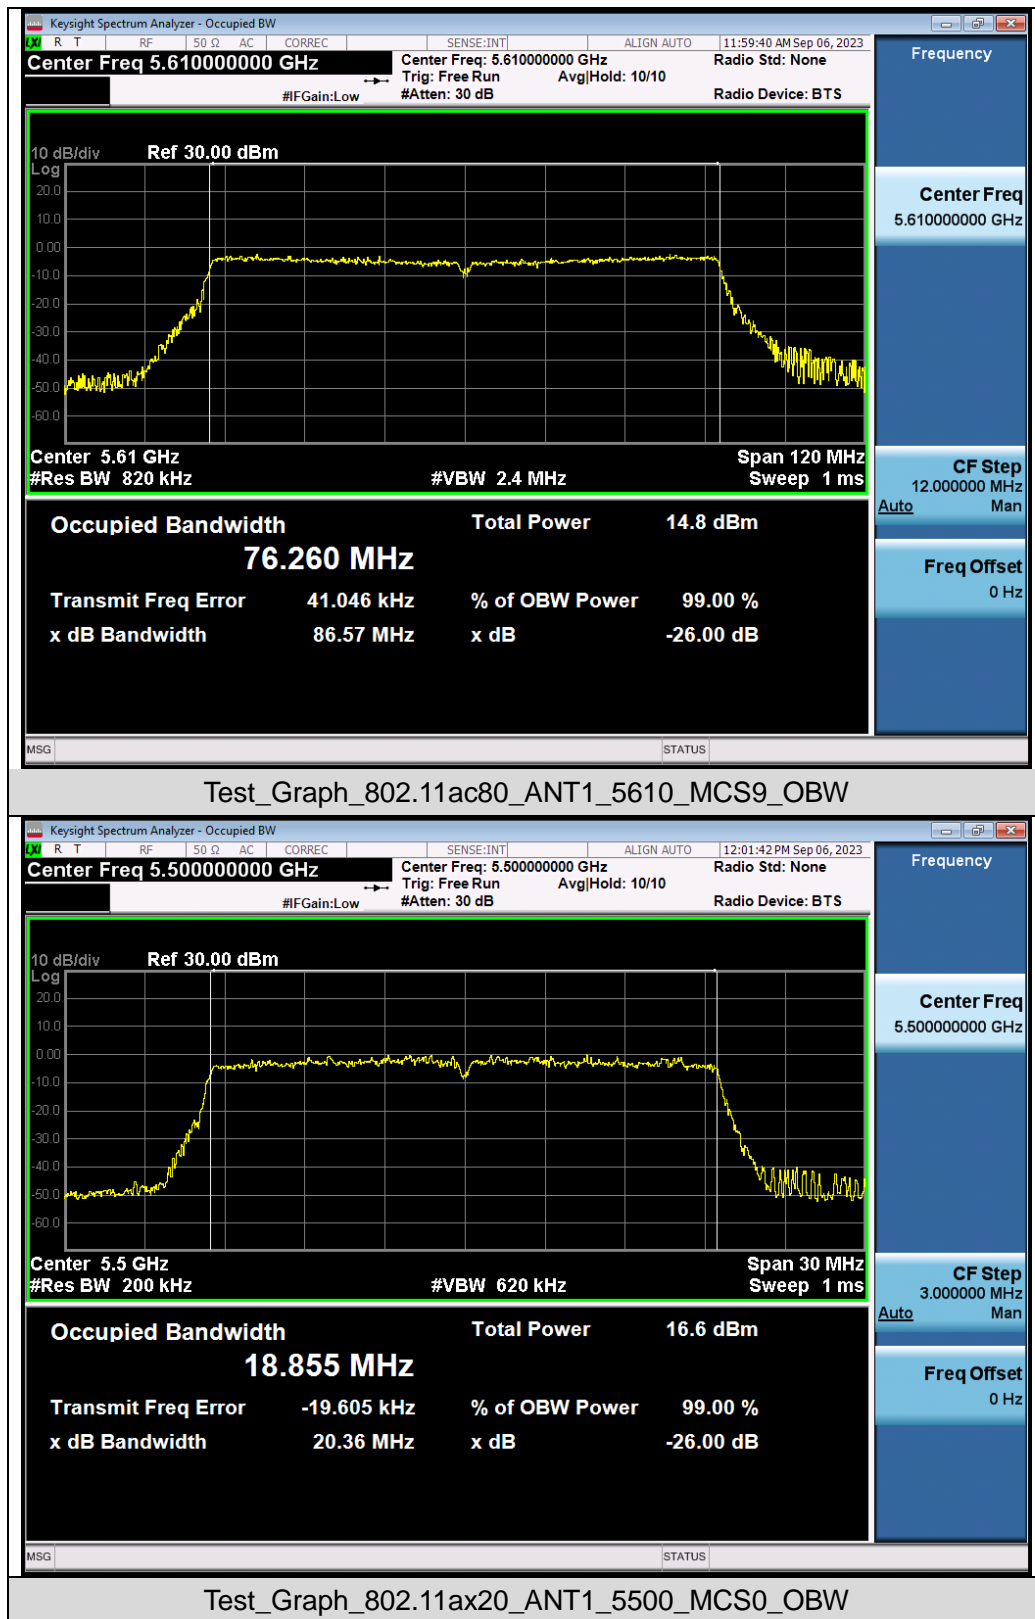 Keysight Spectrum Analyzer - Occupied BW
LXI R T RF 50 Ω AC CORREC SENSE:INT ALIGN AUTO 11:59:40 AM Sep 06, 2023
Center Freq 5.610000000 GHz
Center Freq: 5.610000000 GHz
Radio Std: None
Trig: Free Run Avg|Hold: 10/10
#IFGain:Low
#Atten: 30 dB
Radio Device: BTS
Frequency
10 dB/div Ref 30.00 dBm
Log
20.0
10.0
0.00
-10.0
-20.0
-30.0
-40.0
-50.0
-60.0
Center 5.61 GHz
Span 120 MHz
#Res BW 820 kHz
#VBW 2.4 MHz
Sweep 1 ms
Center Freq
5.610000000 GHz
CF Step
12.000000 MHz
Auto Man
Freq Offset
0 Hz
Occupied Bandwidth
76.260 MHz
Total Power 14.8 dBm
Transmit Freq Error 41.046 kHz
% of OBW Power 99.00 %
x dB Bandwidth 86.57 MHz
x dB -26.00 dB
MSG
STATUS
Test_Graph_802.11ac80_ANT1_5610_MCS9_OBW
Keysight Spectrum Analyzer - Occupied BW
LXI R T RF 50 Ω AC CORREC SENSE:INT ALIGN AUTO 12:01:42 PM Sep 06, 2023
Center Freq 5.500000000 GHz
Center Freq: 5.500000000 GHz
Radio Std: None
Trig: Free Run Avg|Hold: 10/10
#IFGain:Low
#Atten: 30 dB
Radio Device: BTS
Frequency
10 dB/div Ref 30.00 dBm
Log
20.0
10.0
0.00
-10.0
-20.0
-30.0
-40.0
-50.0
-60.0
Center 5.5 GHz
Span 30 MHz
#Res BW 200 kHz
#VBW 620 kHz
Sweep 1 ms
Center Freq
5.500000000 GHz
CF Step
3.000000 MHz
Auto Man
Freq Offset
0 Hz
Occupied Bandwidth
18.855 MHz
Total Power 16.6 dBm
Transmit Freq Error -19.605 kHz
% of OBW Power 99.00 %
x dB Bandwidth 20.36 MHz
x dB -26.00 dB
MSG
STATUS
Test_Graph_802.11ax20_ANT1_5500_MCS0_OBW